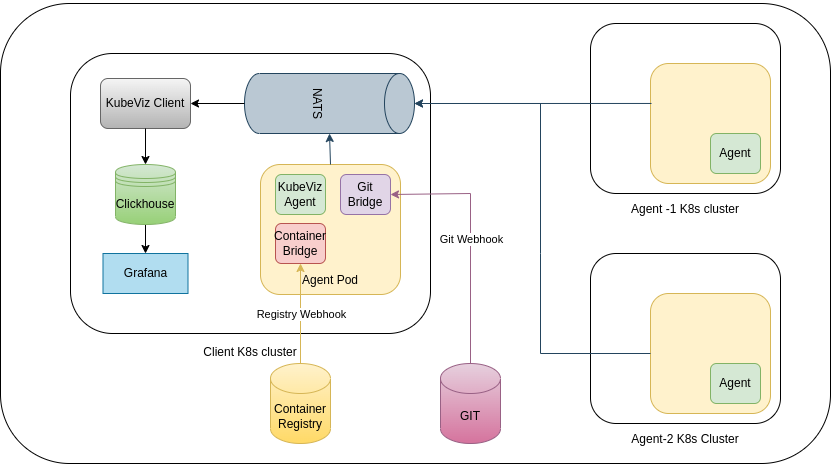 KubeViz Client
NATS
Clickhouse
Grafana
KubeViz
Agent
Git
Bridge
Container
Bridge
Agent Pod
Registry Webhook
Client K8s cluster
Container
Registry
Git Webhook
GIT
Agent
Agent -1 K8s cluster
Agent
Agent-2 K8s Cluster